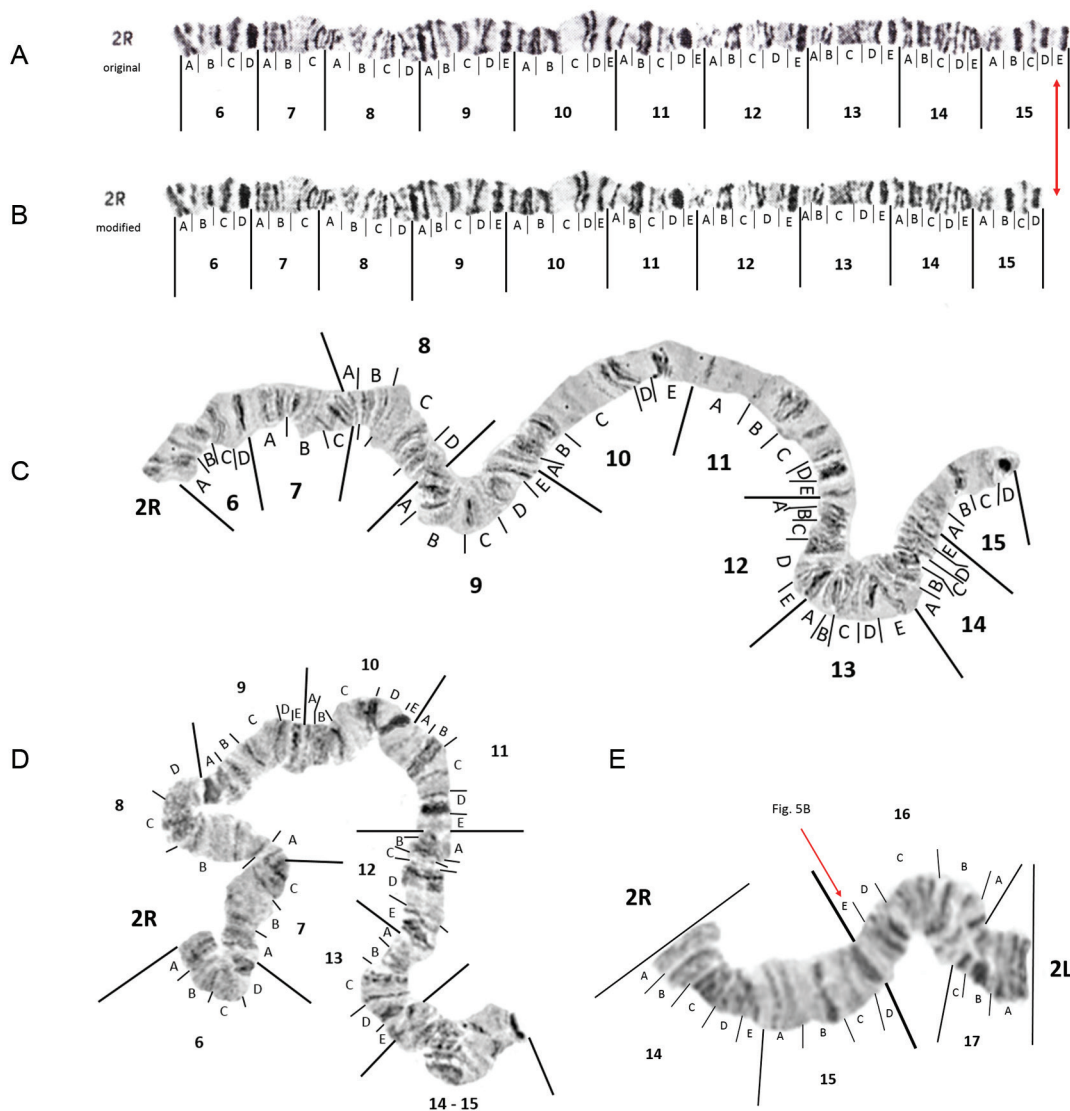 A
2R
original
A B C D A B C A B C D A B C D E A B C D E A B C D E A B C D E A B C D E A B C D E A B C D E
6 7 8 9 10 11 12 13 14 15
B
2R
modified
A B C D A B C A B C D A B C D E A B C D E A B C D E A B C D E A B C D E A B C D E A B C D
6 7 8 9 10 11 12 13 14 15
C
2R
A B C D
6
A B C
7
8
A B C D
A B C D E
9
A B C D E
10
A B C D E
11
A B C D E
12
A B C D E
13
A B C D E
14
A B C D
15
D
2R
A B C D
6
A B C
7
A B C D
8
9
A B C D E
10
A B C D E
11
A B C D E
12
A B C D E
13
A B C D E
14 - 15
E
Fig. 5B
2R
2L
A B C D E
14
A B C D E
15
16
D C B A
17
C B A